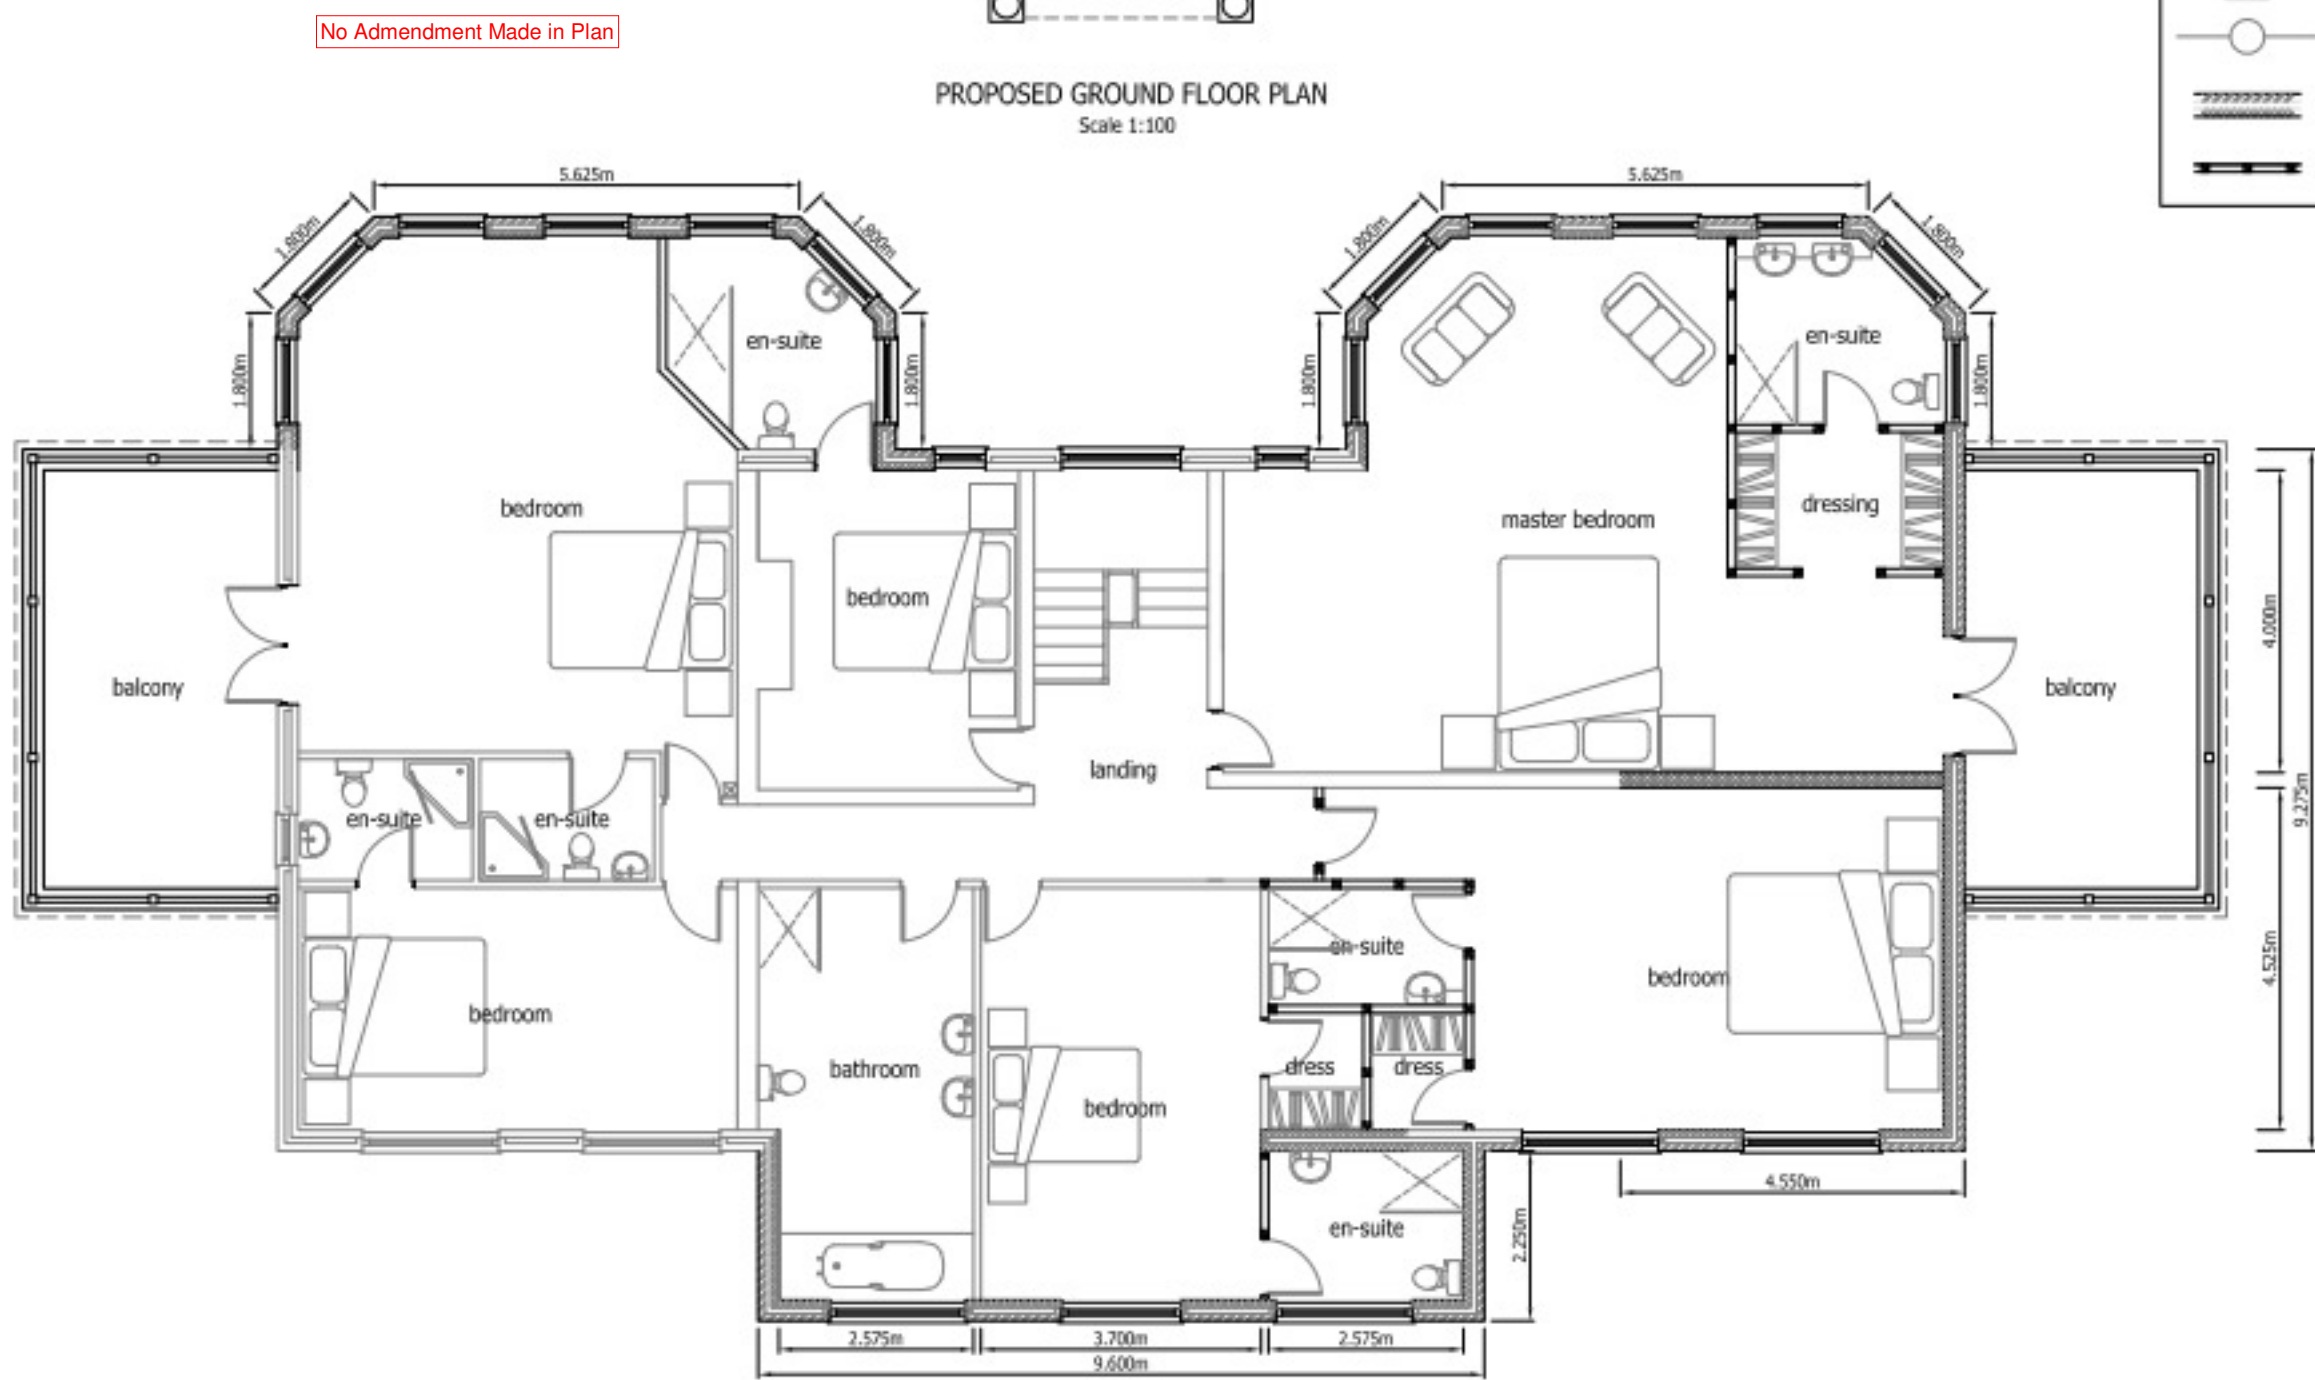 No Admendment Made in Plan
PROPOSED GROUND FLOOR PLAN
Scale 1:100
5.625m
5.625m
1.800m
1.800m
1.800m
1.800m
1.800m
1.800m
1.800m
1.800m
en-suite
en-suite
bedroom
master bedroom
dressing
bedroom
4.000m
balcony
balcony
landing
9.275m
en-suite
en-suite
en-suite
4.525m
bedroom
bedroom
bathroom
dress
dress
bedroom
4.550m
en-suite
2.250m
2.575m
3.700m
2.575m
9.600m